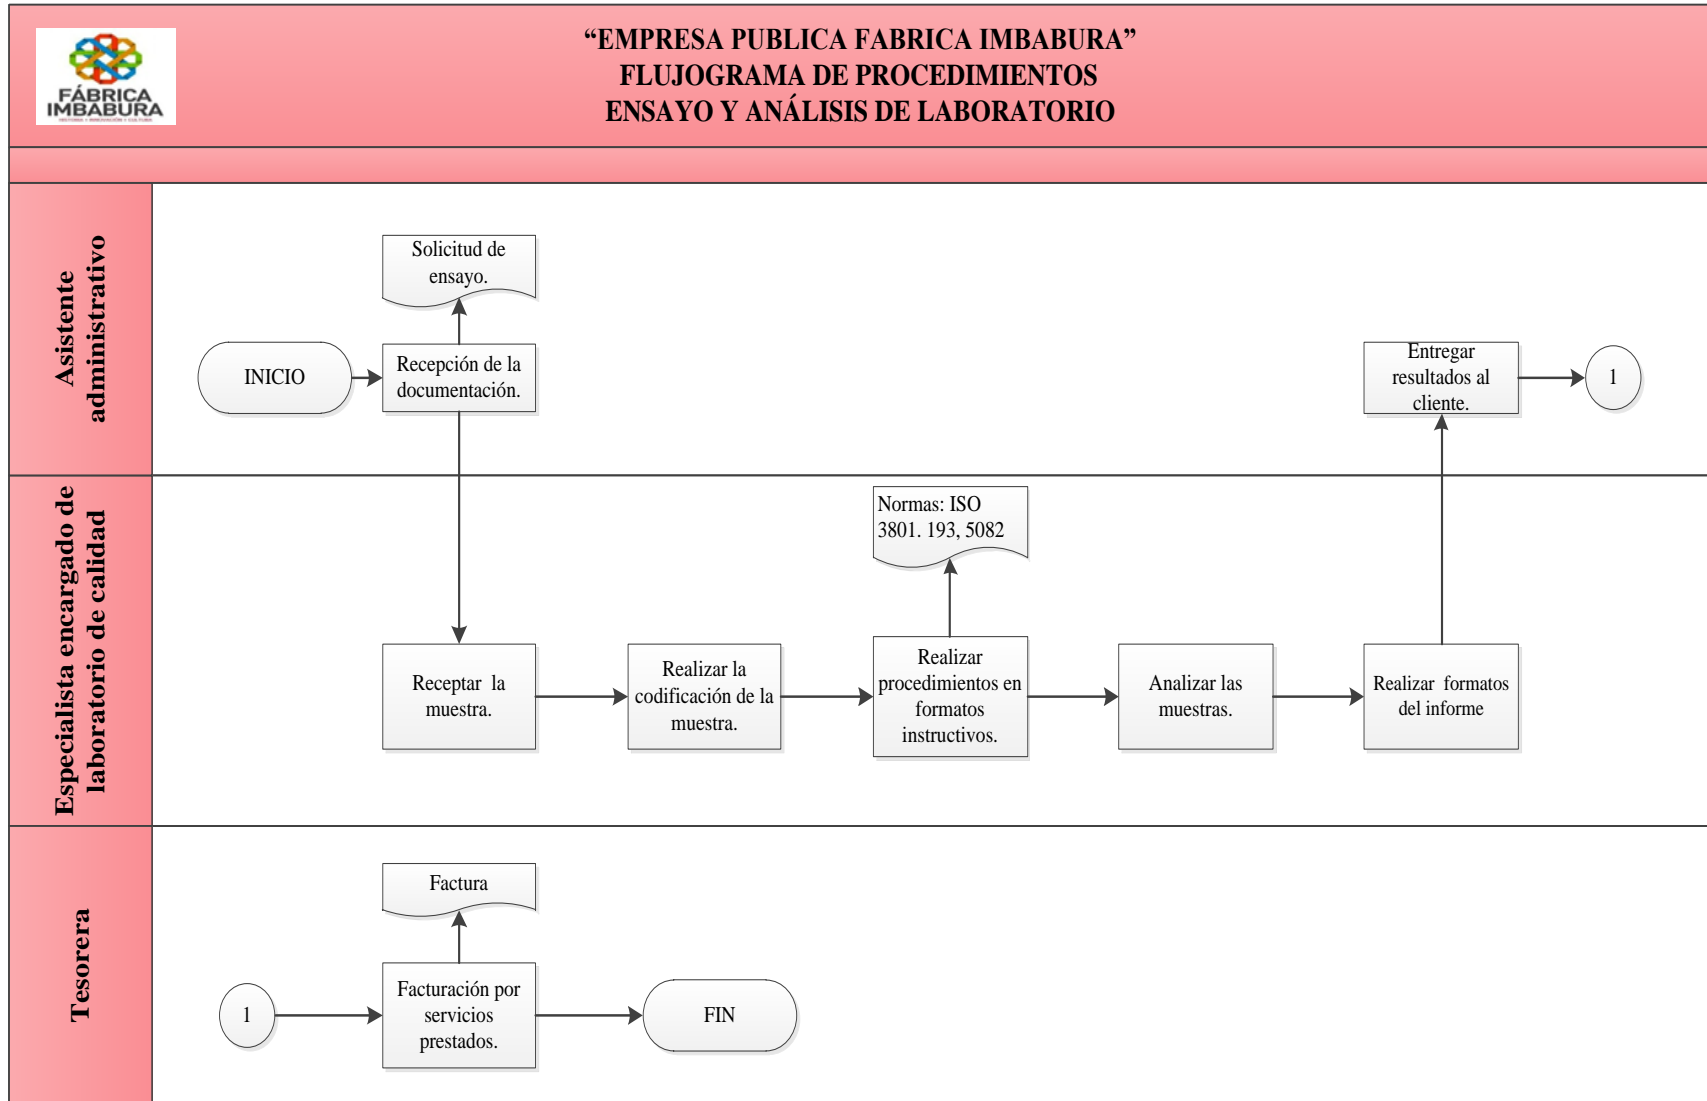 “EMPRESA PUBLICA FABRICA IMBABURA”
FLUJOGRAMA DE PROCEDIMIENTOS
ENSAYO Y ANÁLISIS DE LABORATORIO
FÁBRICA
IMBABURA
HISTORIA Y INNOVACIÓN Y CULTURA
Asistente
administrativo
INICIO
Solicitud de
ensayo.
Recepción de la
documentación.
Entregar
resultados al
cliente.
1
Especialista encargado de
laboratorio de calidad
Receptar la
muestra.
Realizar la
codificación de la
muestra.
Normas: ISO
3801. 193, 5082
Realizar
procedimientos en
formatos
instructivos.
Analizar las
muestras.
Realizar formatos
del informe
Tesorera
1
Factura
Facturación por
servicios
prestados.
FIN